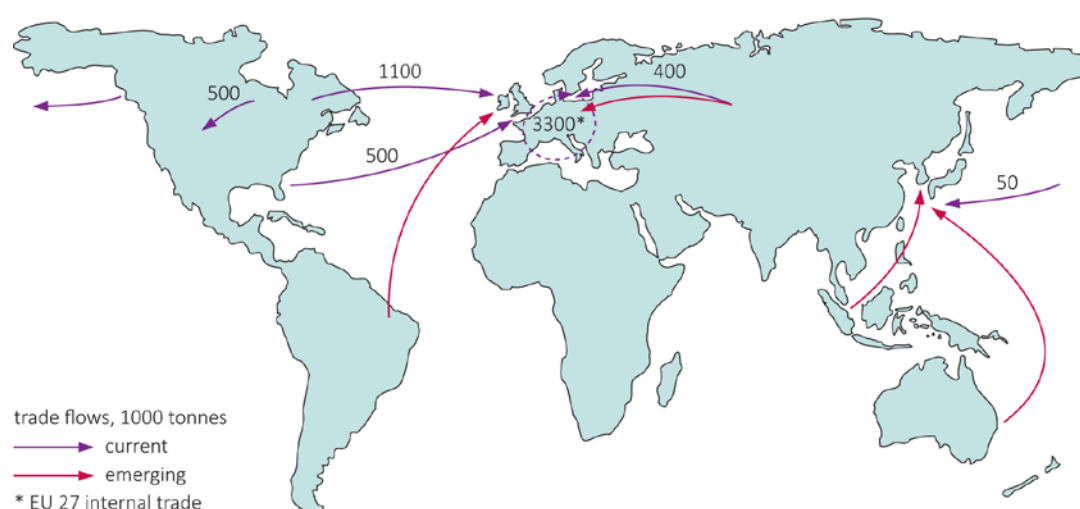 1100
400
500
3300*
500
50
trade flows, 1000 tonnes
current
emerging
* EU 27 internal trade